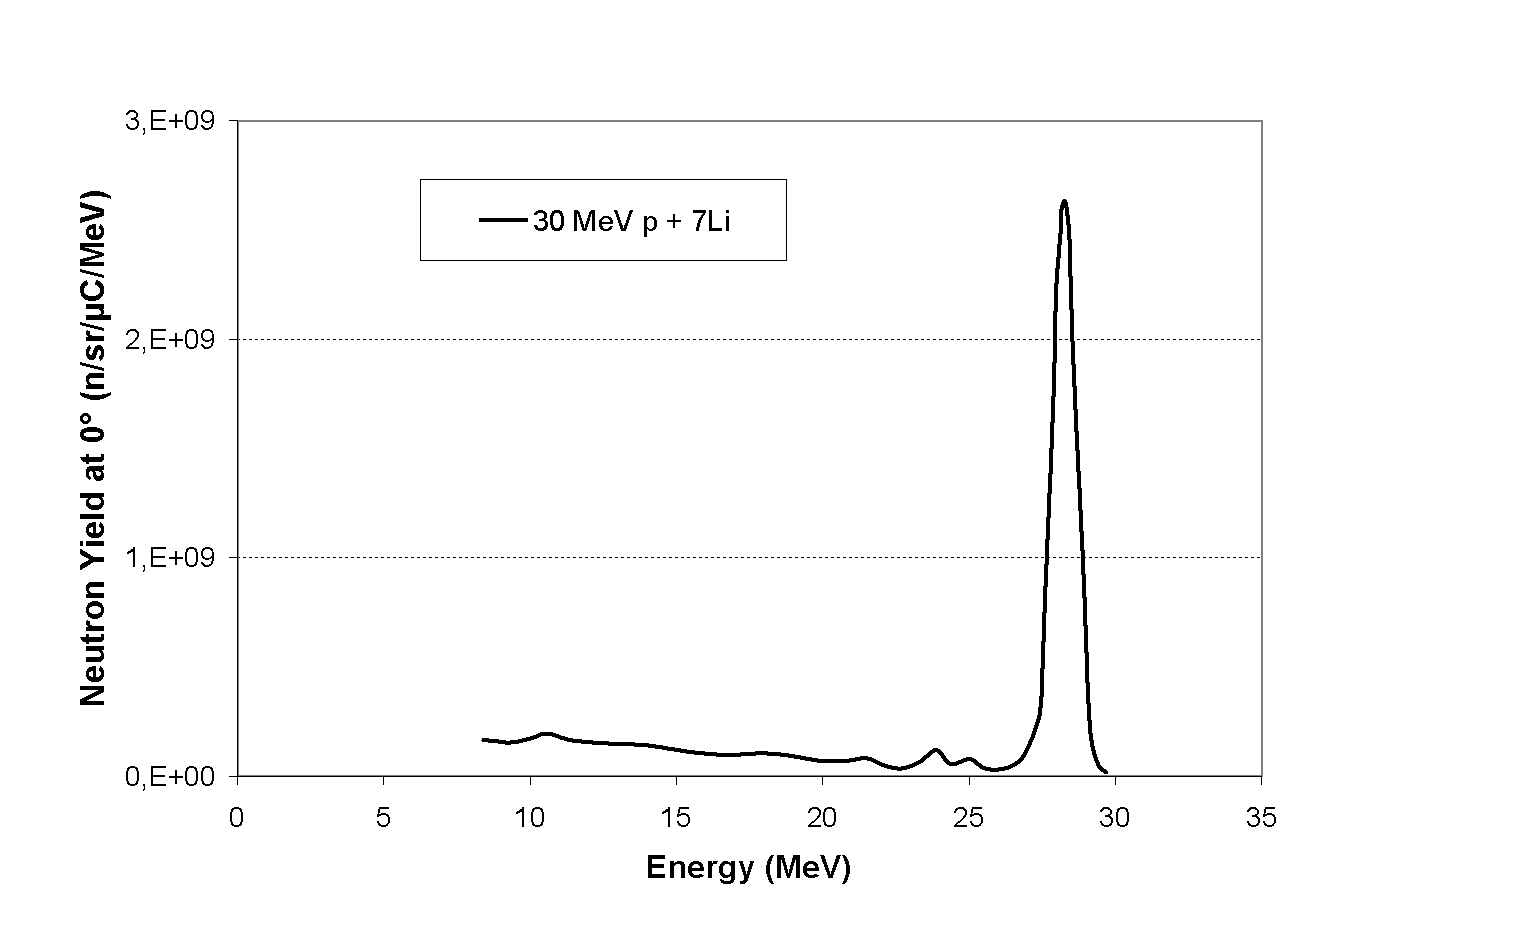 3,E+09
30 MeV p + 7Li
2,E+09
1,E+09
0,E+00
Neutron Yield at 0° (n/sr/µC/MeV)
0 5 10 15 20 25 30 35
Energy (MeV)